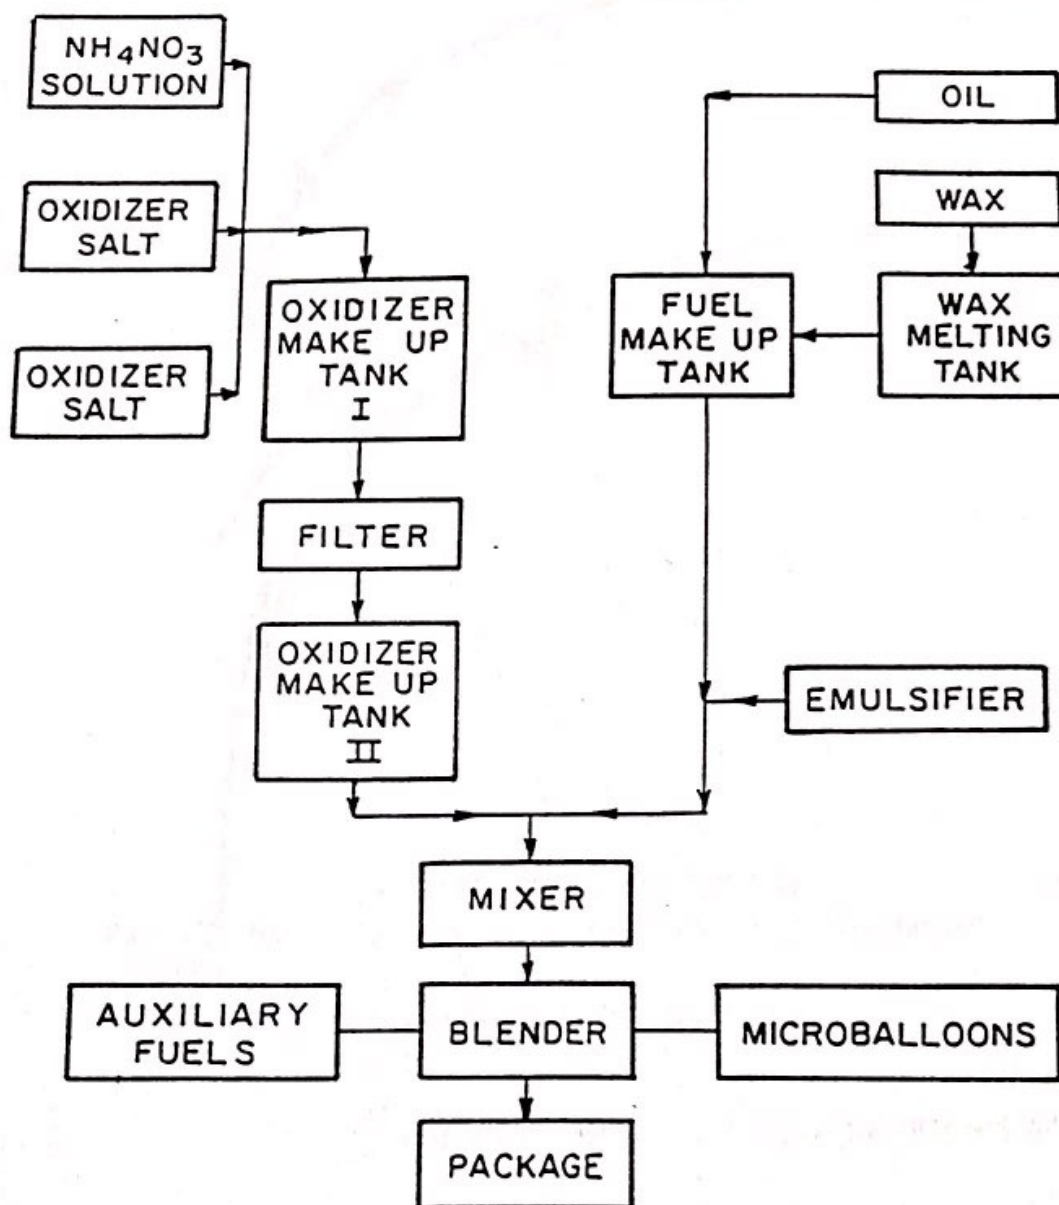 NH4NO3
SOLUTION
OIL
OXIDIZER
SALT
WAX
OXIDIZER
MAKE UP
TANK
I
FUEL
MAKE UP
TANK
WAX
MELTING
TANK
OXIDIZER
SALT
FILTER
OXIDIZER
MAKE UP
TANK
II
EMULSIFIER
MIXER
AUXILIARY
FUELS
BLENDER
MICROBALLOONS
PACKAGE